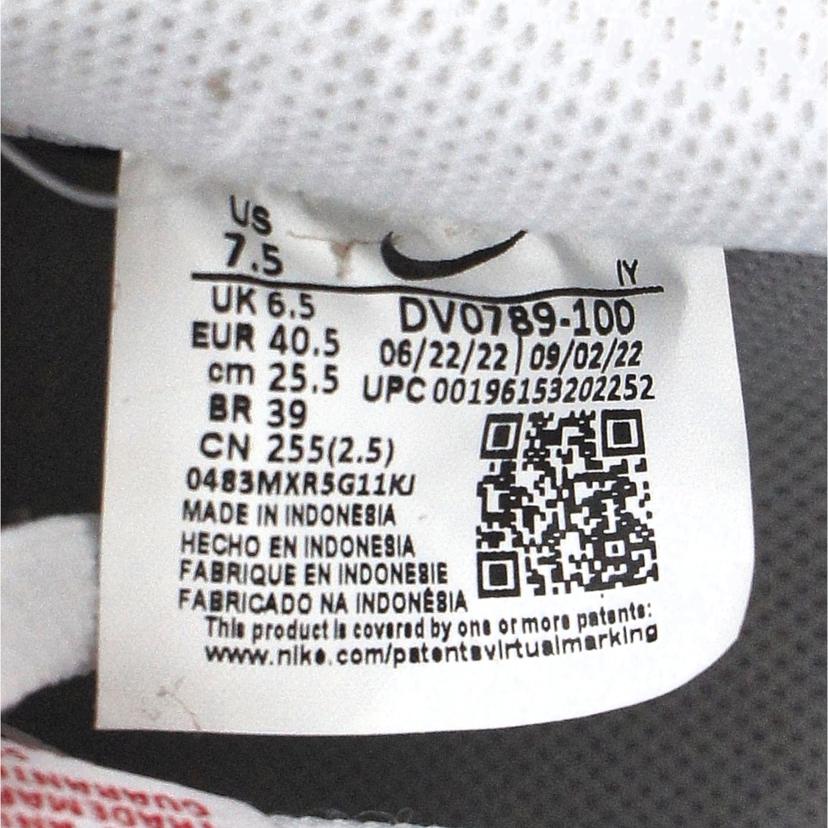 US
7.5
IY
UK 6.5
EUR 40.5
cm 25.5
BR 39
CN 255(2.5)
DV0789-100
06/22/22 | 09/02/22
UPC 00196153202252
0483MXR5G11KJ
MADE IN INDONESIA
HECHO EN INDONESIA
FABRIQUE EN INDONESIE
FABRICADO NA INDONÉSIA
This product is covered by one or more patents:
www.nike.com/patentsvirtualmarking